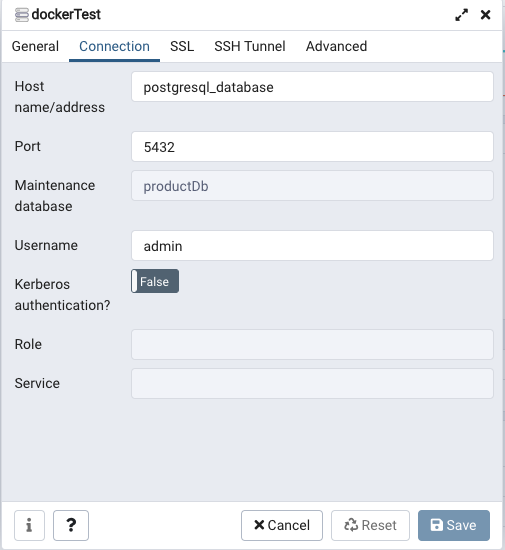 dockerTest
General Connection SSL SSH Tunnel Advanced
Host
name/address
postgresql_database
Port
5432
Maintenance
database
productDb
Username
admin
Kerberos
authentication?
False
Role
Service
i ? Cancel Reset Save